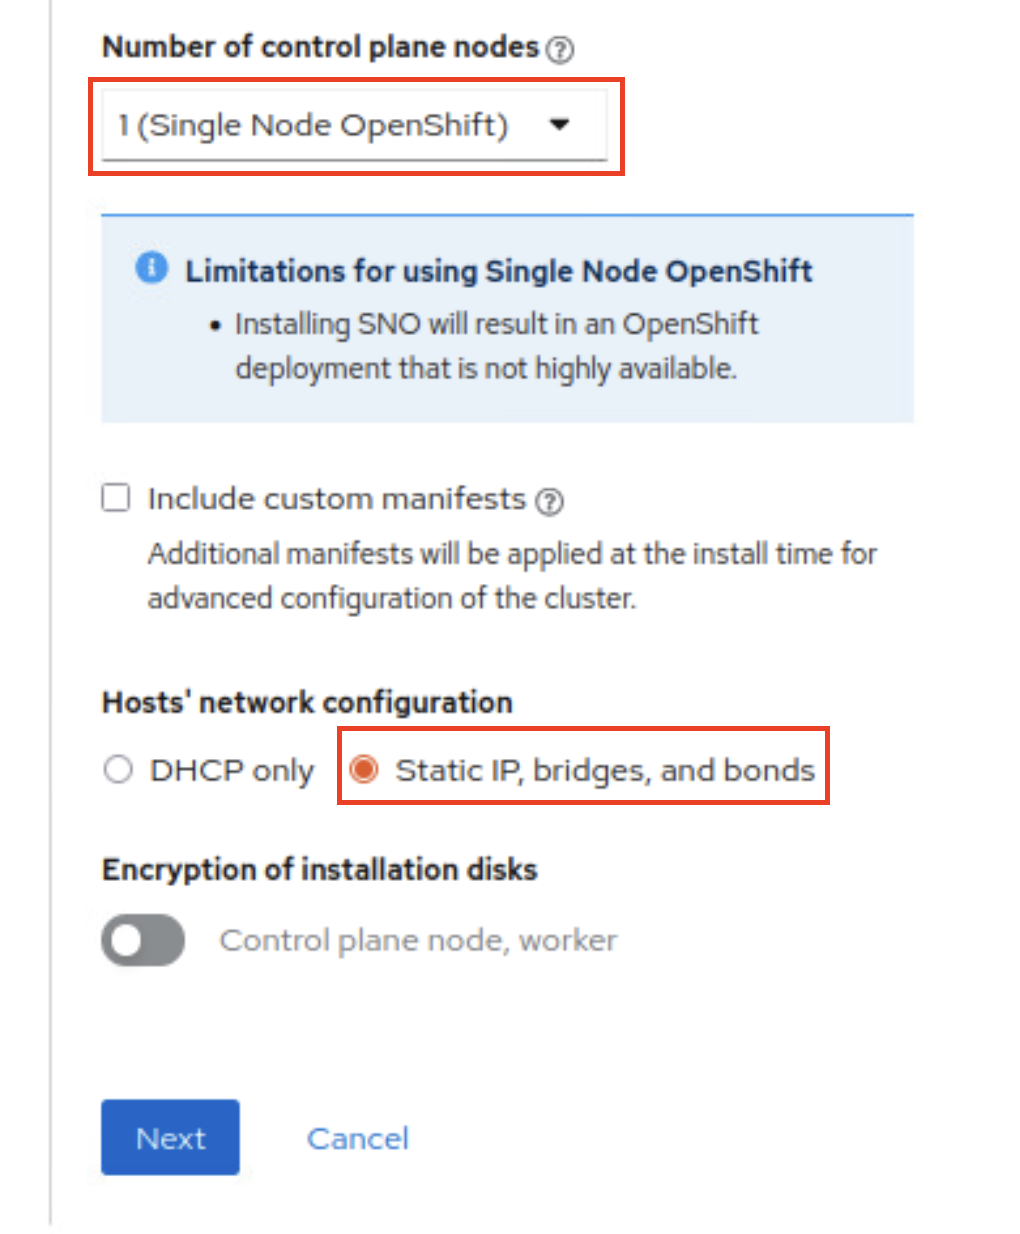 Number of control plane nodes ?
1 (Single Node OpenShift)
i Limitations for using Single Node OpenShift
• Installing SNO will result in an OpenShift
deployment that is not highly available.
Include custom manifests ?
Additional manifests will be applied at the install time for
advanced configuration of the cluster.
Hosts' network configuration
DHCP only Static IP, bridges, and bonds
Encryption of installation disks
Control plane node, worker
Next Cancel